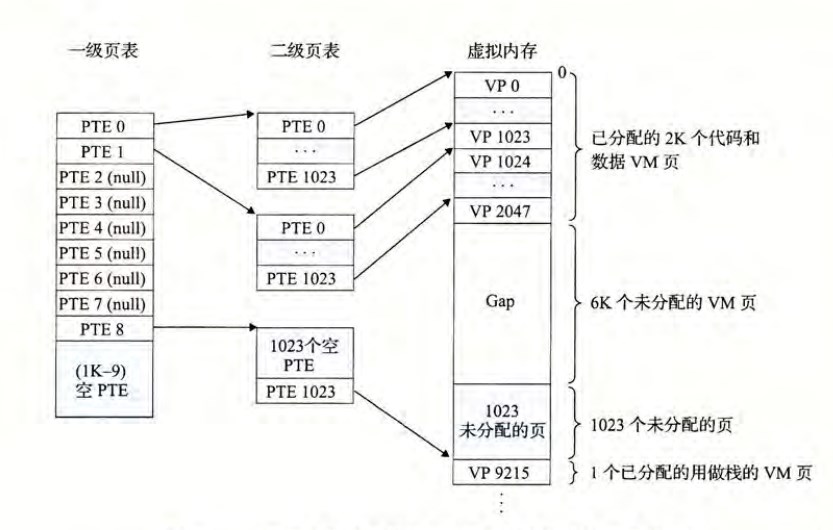 一级页表
二级页表
虚拟内存
PTE 0
PTE 1
PTE 2 (null)
PTE 3 (null)
PTE 4 (null)
PTE 5 (null)
PTE 6 (null)
PTE 7 (null)
PTE 8
(1K–9)
空 PTE
PTE 0
···
PTE 1023
PTE 0
···
PTE 1023
1023个空
PTE
PTE 1023
0
VP 0
···
VP 1023
VP 1024
···
VP 2047
Gap
1023
未分配的页
VP 9215
⋮
已分配的 2K 个代码和
数据 VM 页
6K 个未分配的 VM 页
1023 个未分配的页
1 个已分配的用做栈的 VM 页